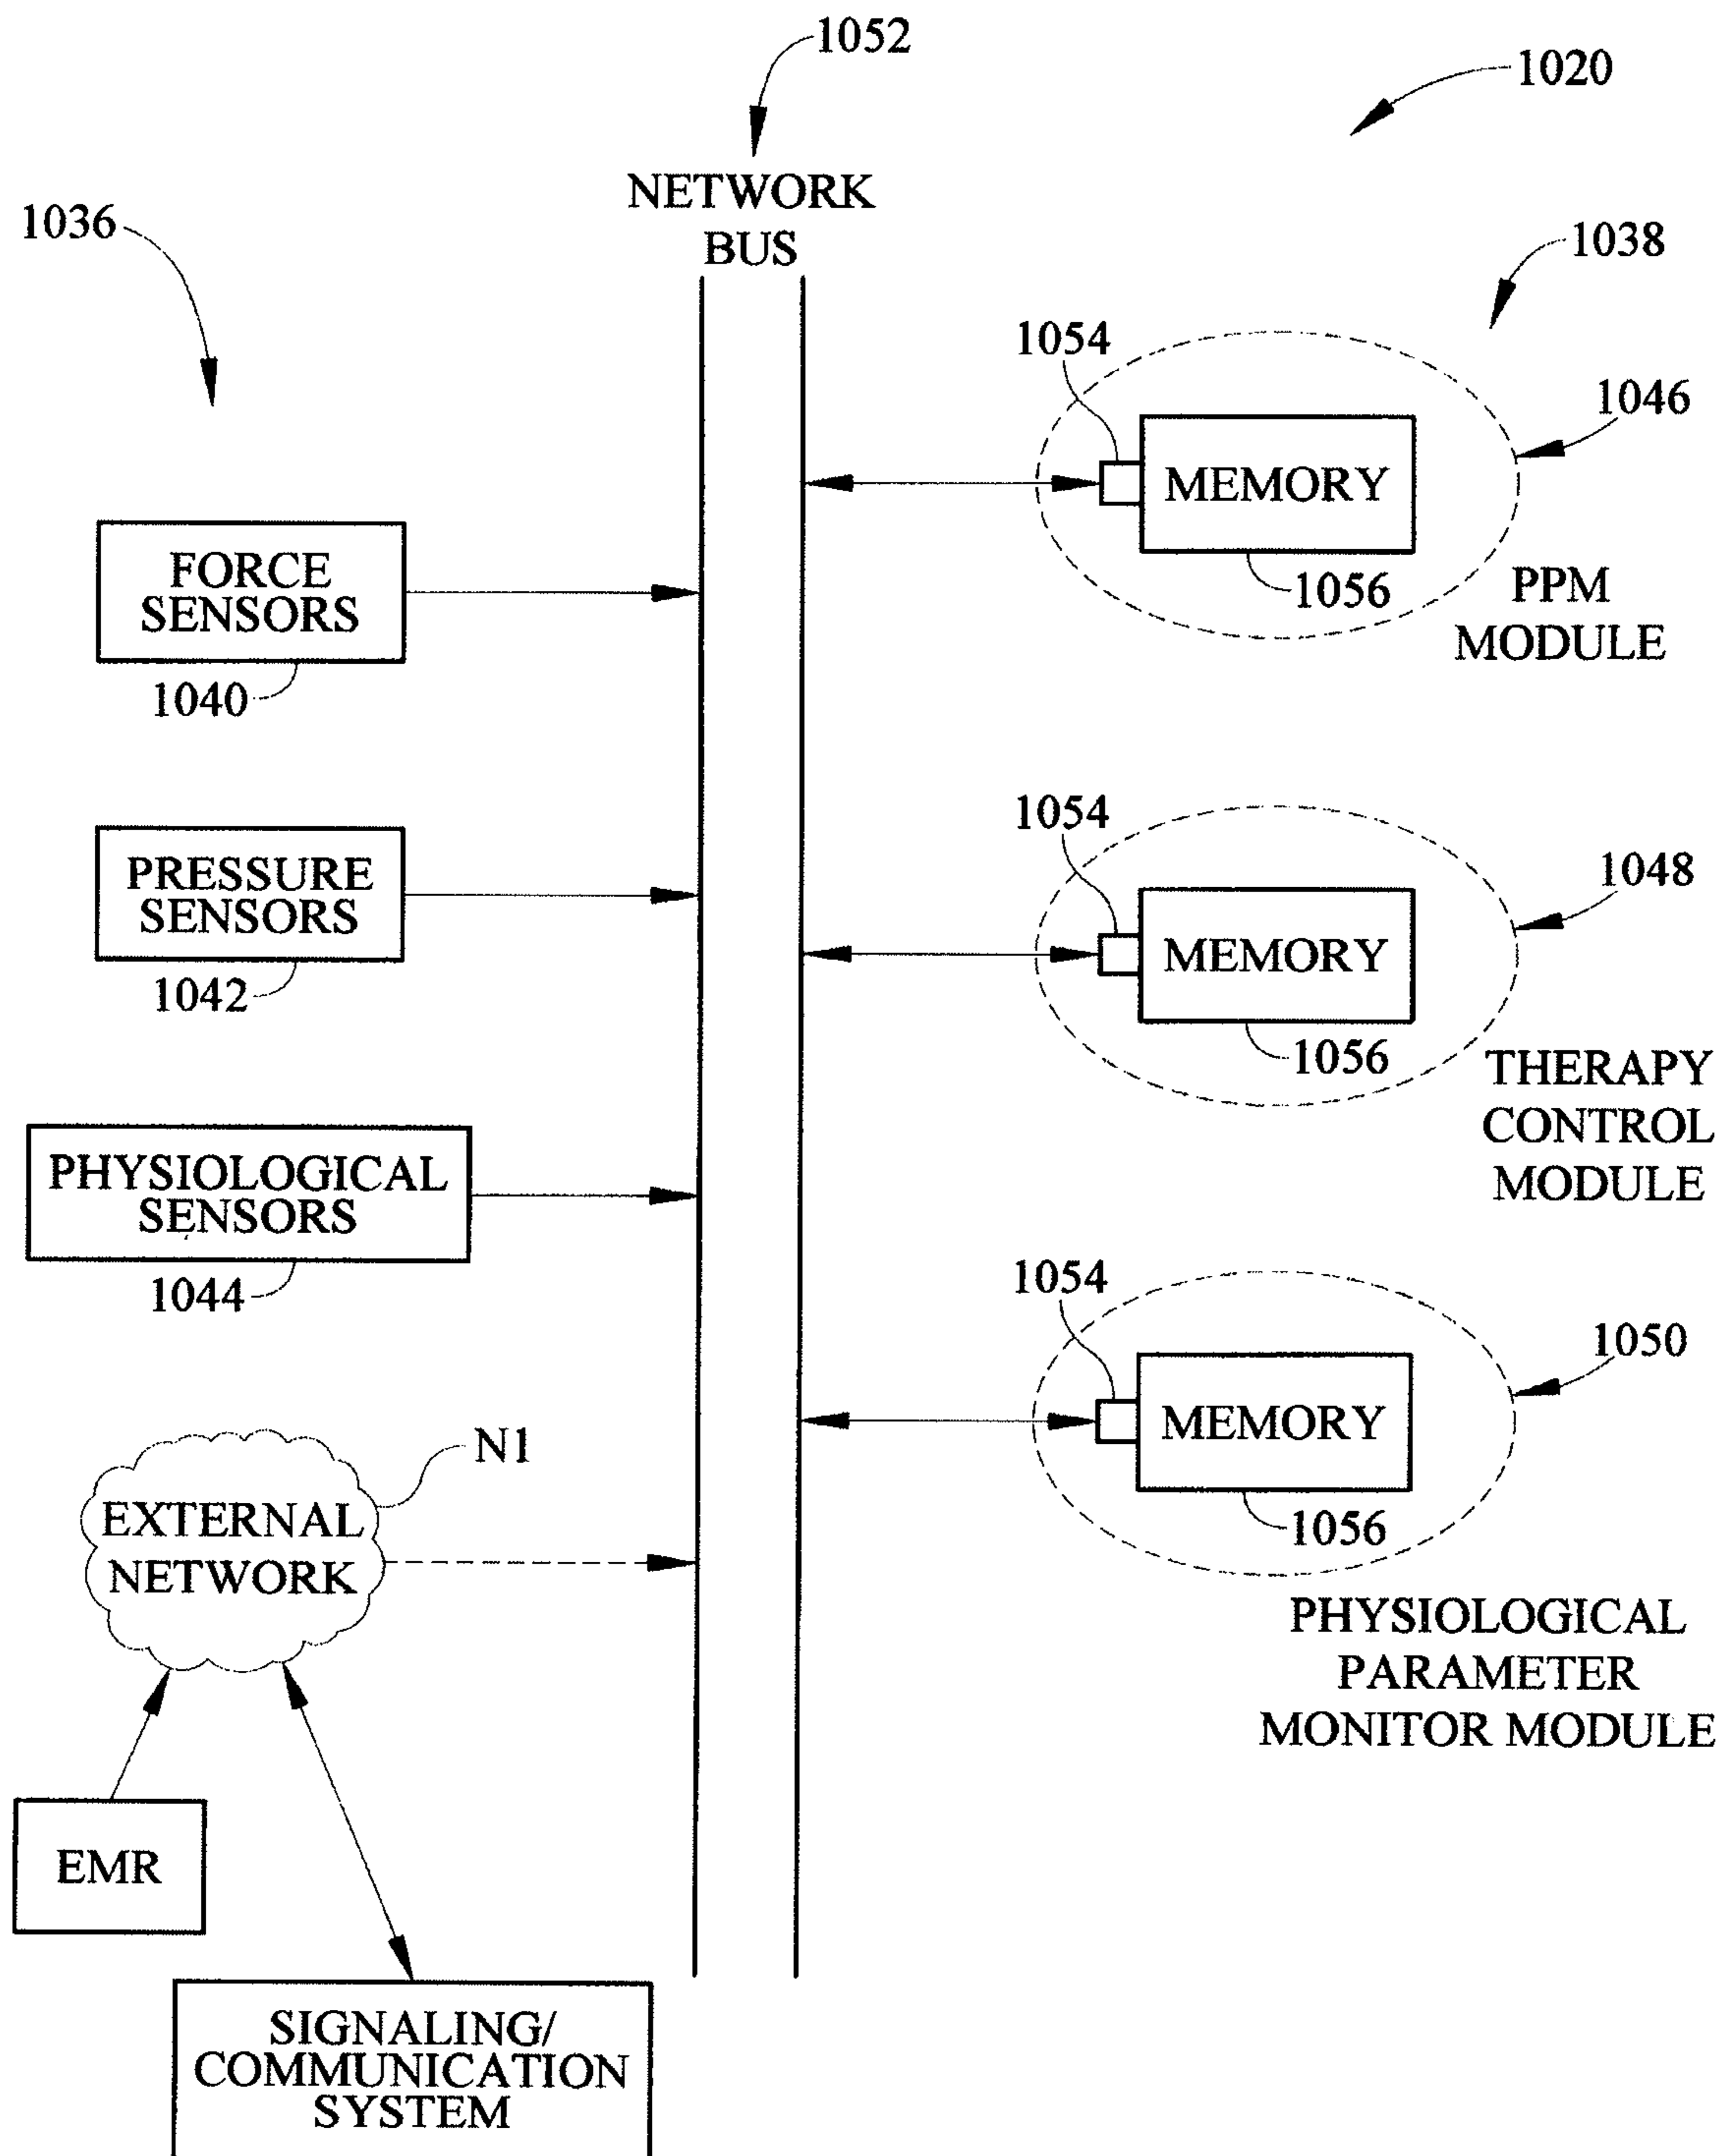 1052
1020
NETWORK
BUS
1036
1038
1054
1046
MEMORY
1056
PPM
MODULE
FORCE
SENSORS
1040
1054
1048
PRESSURE
SENSORS
1042
MEMORY
1056
THERAPY
CONTROL
MODULE
PHYSIOLOGICAL
SENSORS
1044
1054
1050
MEMORY
1056
N1
EXTERNAL
NETWORK
PHYSIOLOGICAL
PARAMETER
MONITOR MODULE
EMR
SIGNALING/
COMMUNICATION
SYSTEM